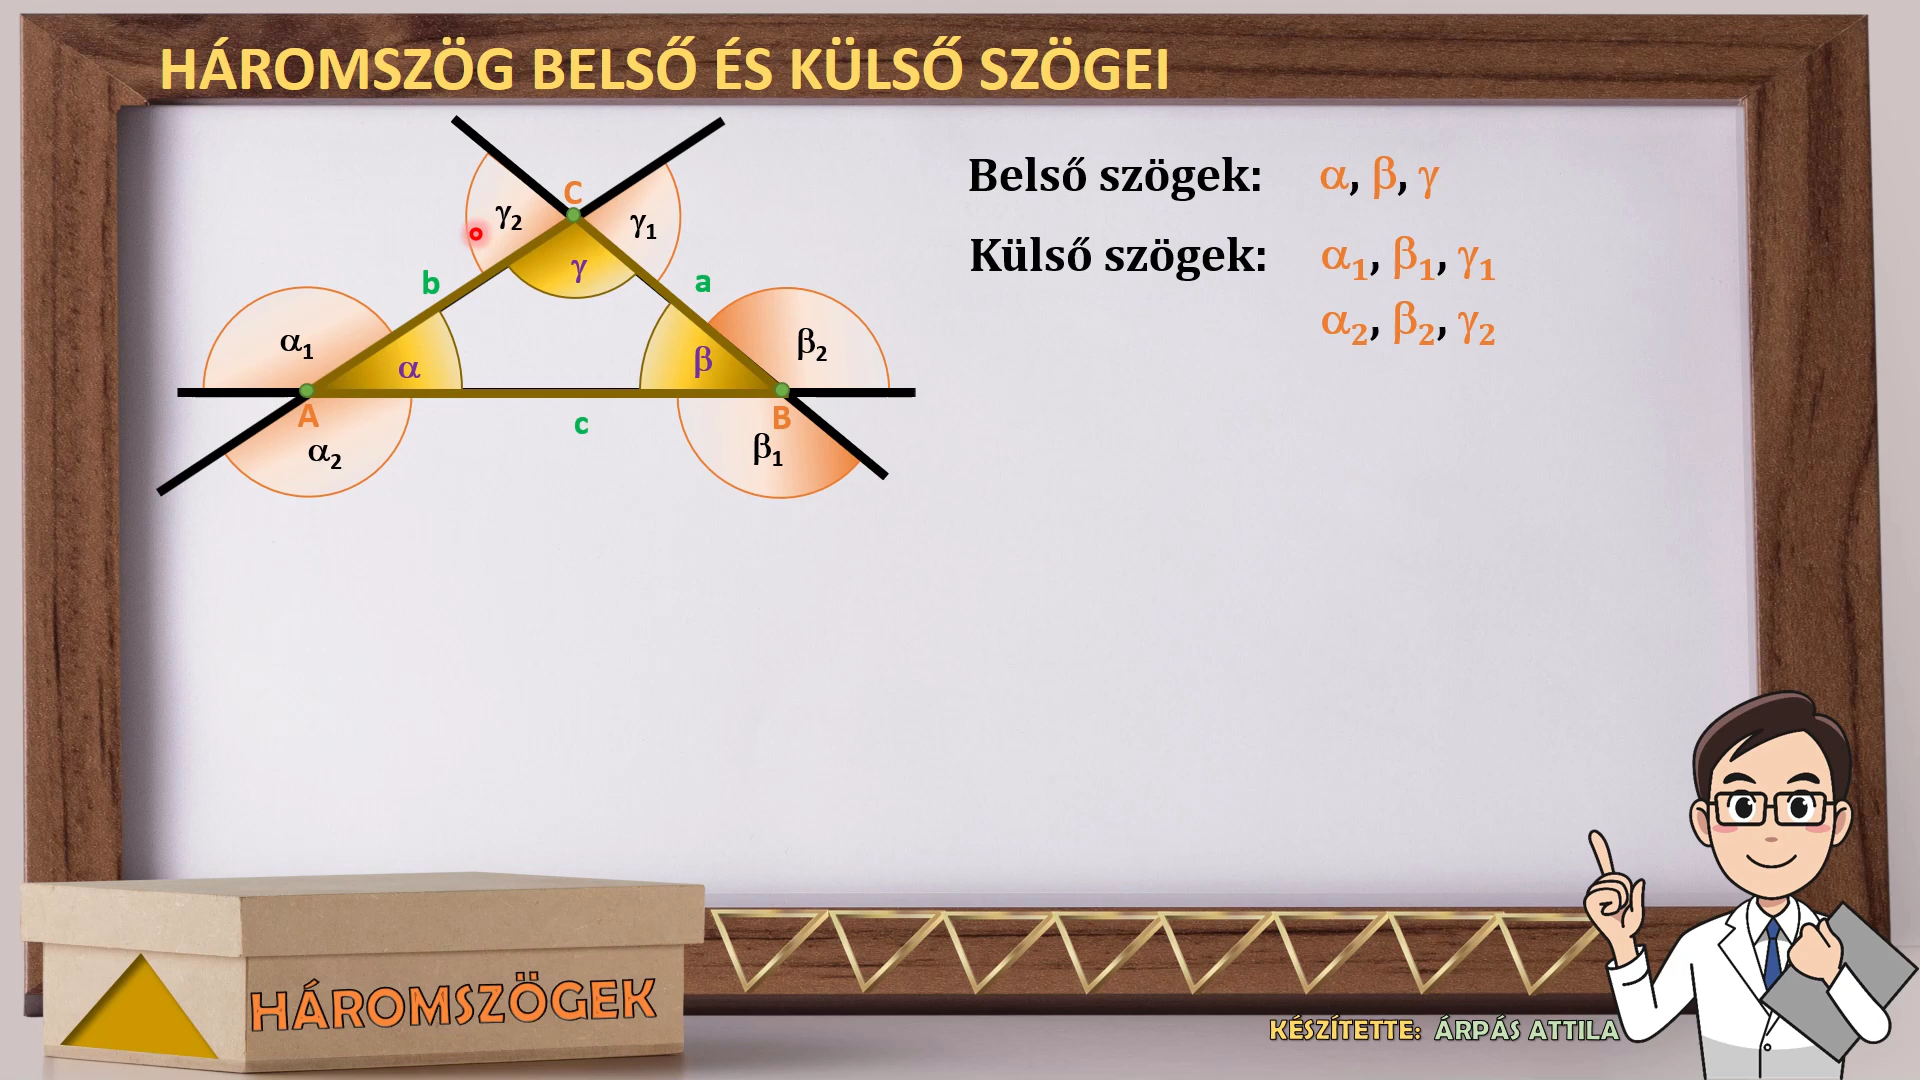 HÁROMSZÖG BELSŐ ÉS KÜLSŐ SZÖGEI
Belső szögek: α, β, γ
Külső szögek: α₁, β₁, γ₁
α₂, β₂, γ₂
C
γ₂
γ₁
γ
b
a
α₁
α
β
β₂
A
B
c
α₂
β₁
HÁROMSZÖGEK
KÉSZÍTETTE: ÁRPÁS ATTILA